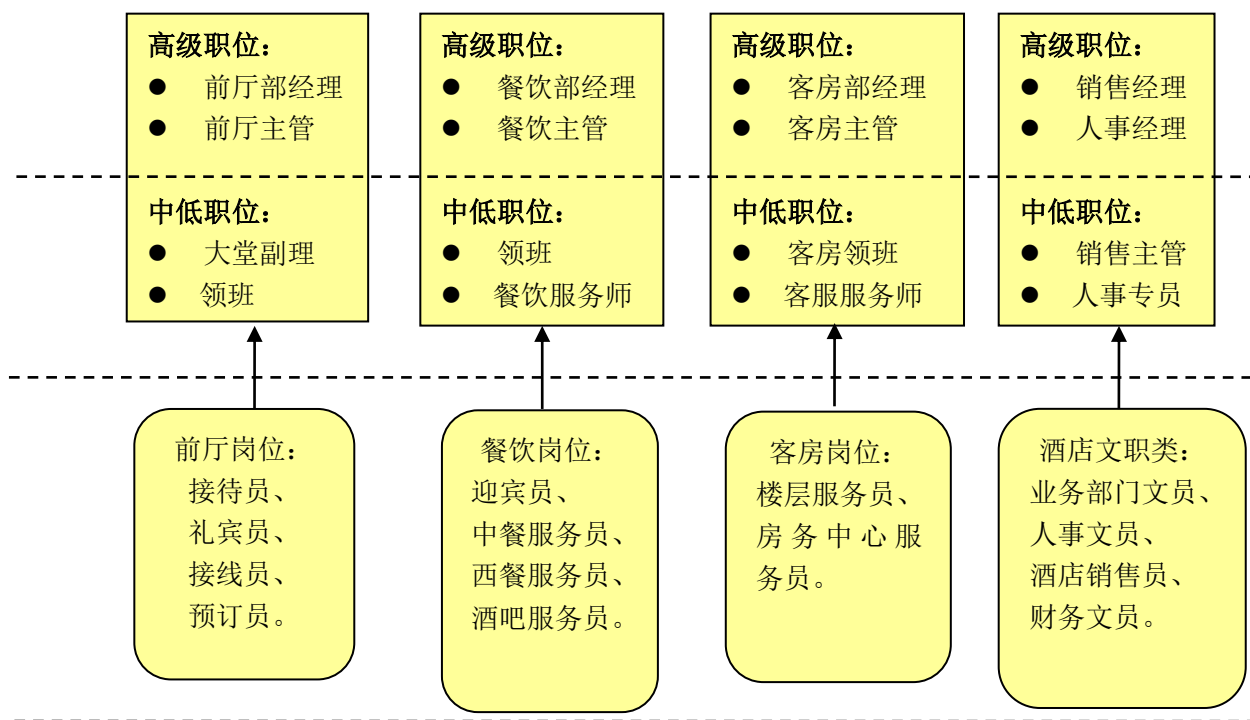 高级职位：
● 前厅部经理
● 前厅主管
中低职位：
● 大堂副理
● 领班
高级职位：
● 餐饮部经理
● 餐饮主管
中低职位：
● 领班
● 餐饮服务师
高级职位：
● 客房部经理
● 客房主管
中低职位：
● 客房领班
● 客服服务师
高级职位：
● 销售经理
● 人事经理
中低职位：
● 销售主管
● 人事专员
前厅岗位：
接待员、
礼宾员、
接线员、
预订员。
餐饮岗位：
迎宾员、
中餐服务员、
西餐服务员、
酒吧服务员。
客房岗位：
楼层服务员、
房务中心服
务员。
酒店文职类：
业务部门文员、
人事文员、
酒店销售员、
财务文员。